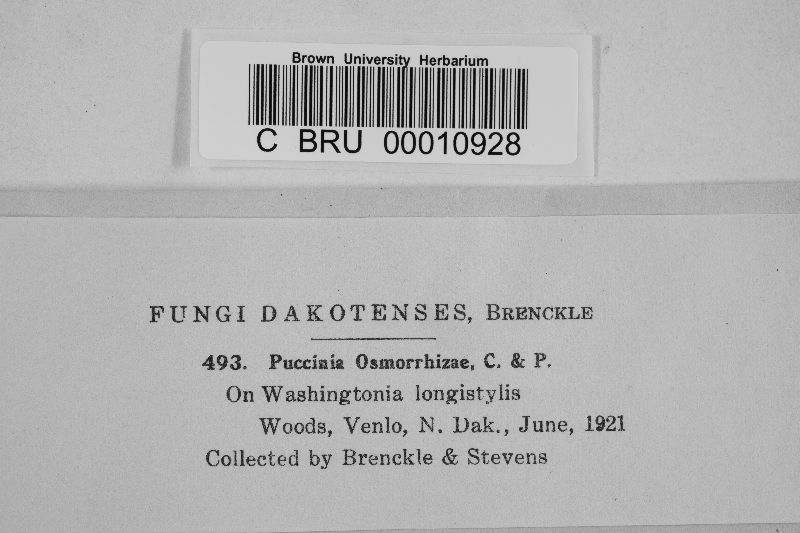 Brown University Herbarium
C BRU 00010928
FUNGI DAKOTENSES, BRENCKLE
493. Puccinia Osmorrhizae, C. & P.
On Washingtonia longistylis
Woods, Venlo, N. Dak., June, 1921
Collected by Brenckle & Stevens